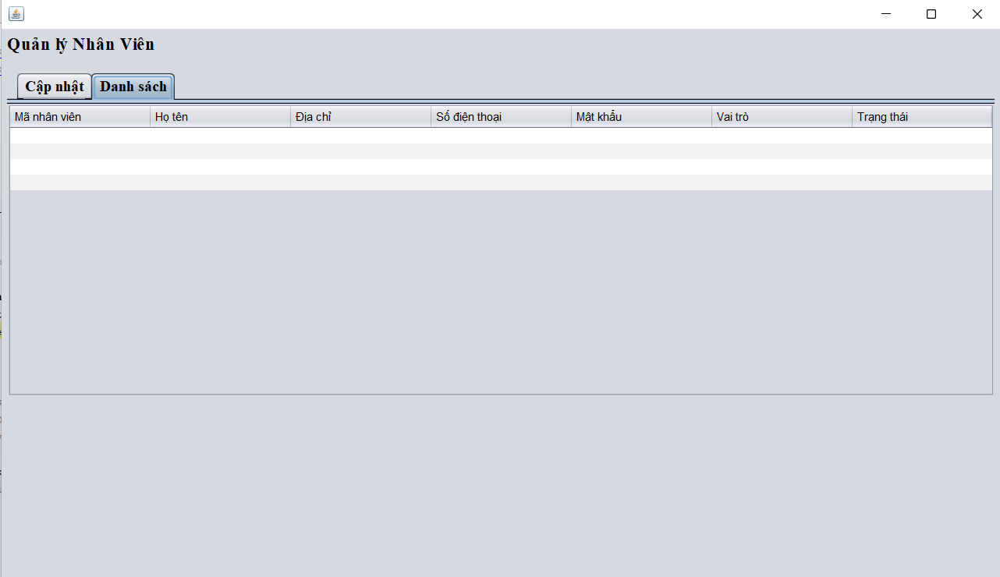 Quản lý Nhân Viên
Cập nhật Danh sách
Mã nhân viên Họ tên Địa chỉ Số điện thoại Mật khẩu Vai trò Trạng thái